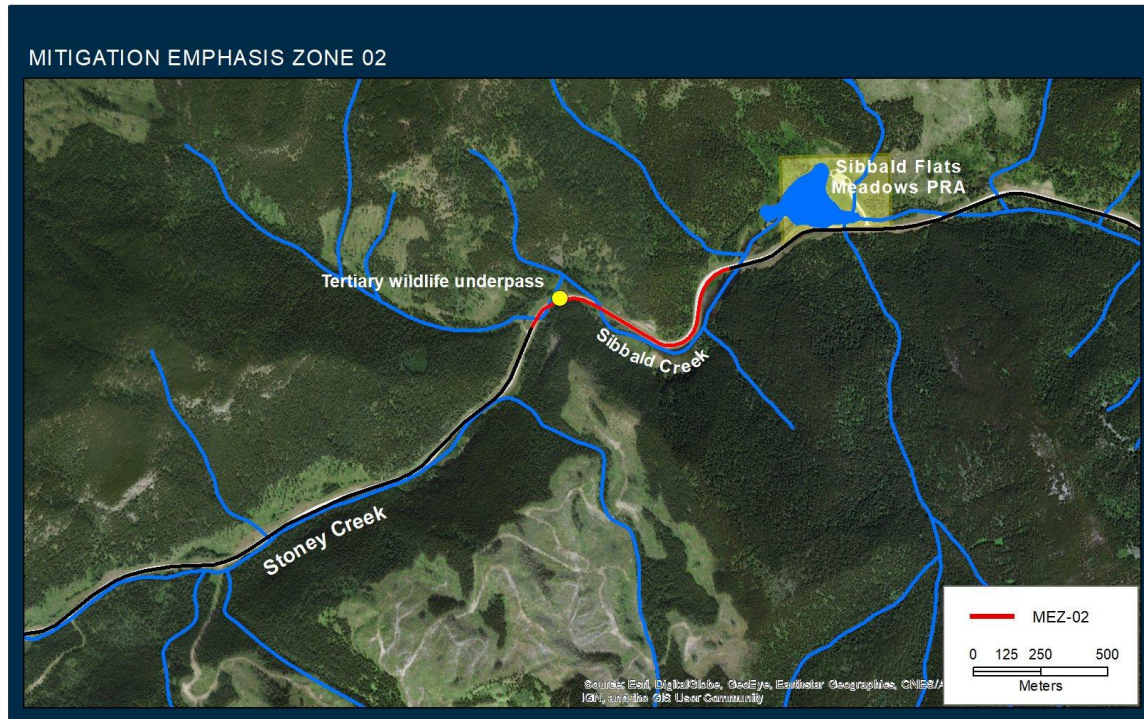 MITIGATION EMPHASIS ZONE 02
Sibbald Flats
Meadows PRA
Tertiary wildlife underpass
Sibbald Creek
Stoney Creek
MEZ-02
0 125 250 500
Meters
Source: Esri, DigitalGlobe, GeoEye, Earthstar Geographics, CNES/A
IGN, and the GIS User Community